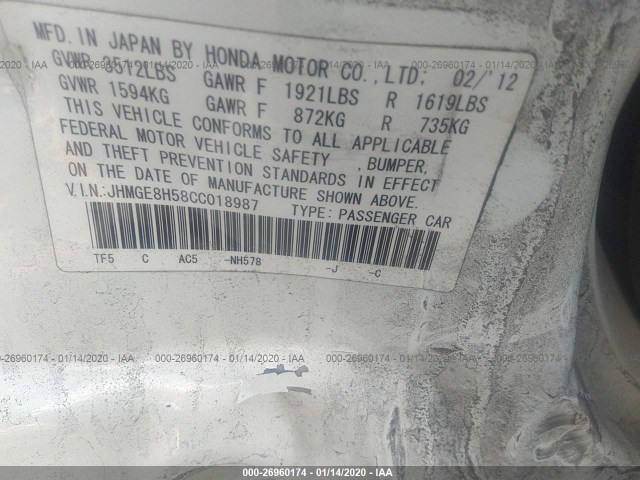 MFD. IN JAPAN BY HONDA MOTOR CO.,LTD: 02/'12
GVWR 3512LBS GAWR F 1921LBS R 1619LBS
GVWR 1594KG GAWR F 872KG R 735KG
THIS VEHICLE CONFORMS TO ALL APPLICABLE
FEDERAL MOTOR VEHICLE SAFETY ,BUMPER,
AND THEFT PREVENTION STANDARDS IN EFFECT
ON THE DATE OF MANUFACTURE SHOWN ABOVE.
V.I.N:JHMGE8H58CC018987 TYPE: PASSENGER CAR
TF5 C AC5 -NH578 -J -C
000-26960174 - 01/14/2020 - IAA